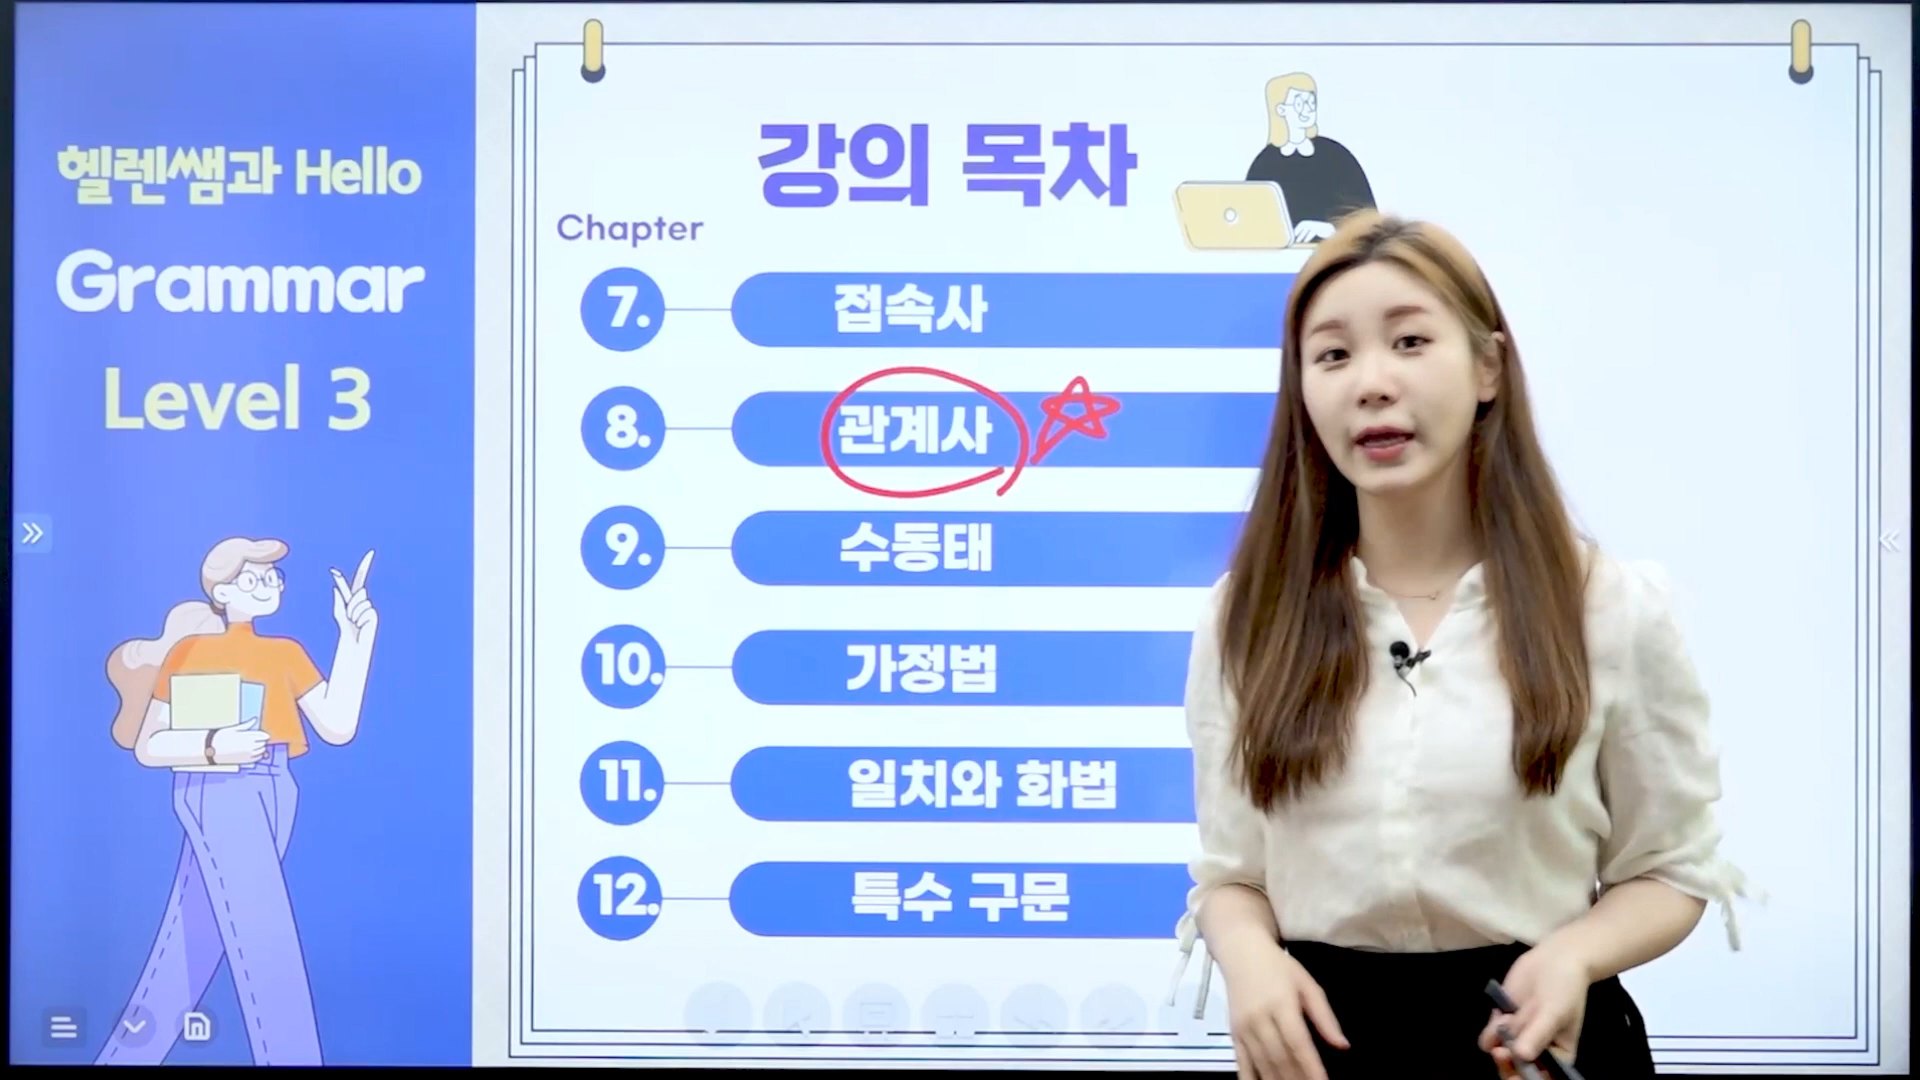 헬렌쌤과 Hello
Grammar
Level 3
강의 목차
Chapter
7. 접속사
8. 관계사
9. 수동태
10. 가정법
11. 일치와 화법
12. 특수 구문